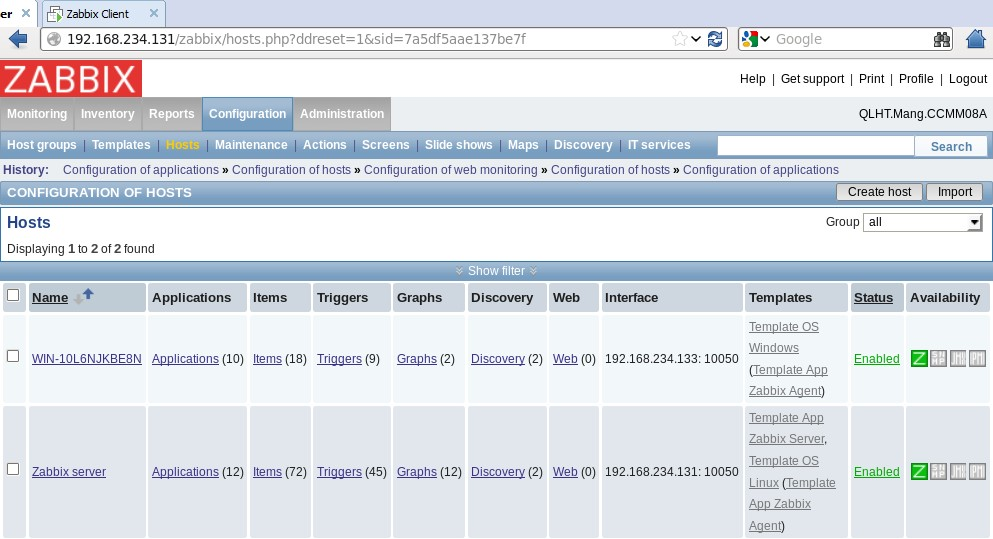 er
Zabbix Client
192.168.234.131/zabbix/hosts.php?ddreset=1&sid=7a5df5aae137be7f
Google
ZABBIX
Help | Get support | Print | Profile | Logout
Monitoring Inventory Reports Configuration Administration
QLHT.Mang.CCMM08A
Host groups | Templates | Hosts | Maintenance | Actions | Screens | Slide shows | Maps | Discovery | IT services
Search
History: Configuration of applications » Configuration of hosts » Configuration of web monitoring » Configuration of hosts » Configuration of applications
CONFIGURATION OF HOSTS
Create host Import
Hosts
Group all
Displaying 1 to 2 of 2 found
Show filter
Name Applications Items Triggers Graphs Discovery Web Interface Templates Status Availability
WIN-10L6NJKBE8N Applications (10) Items (18) Triggers (9) Graphs (2) Discovery (2) Web (0) 192.168.234.133: 10050
Template OS
Windows
(Template App
Zabbix Agent)
Enabled
Z SNMP JMX IPMI
Zabbix server Applications (12) Items (72) Triggers (45) Graphs (12) Discovery (2) Web (0) 192.168.234.131: 10050
Template App
Zabbix Server,
Template OS
Linux (Template
App Zabbix
Agent)
Enabled
Z SNMP JMX IPMI